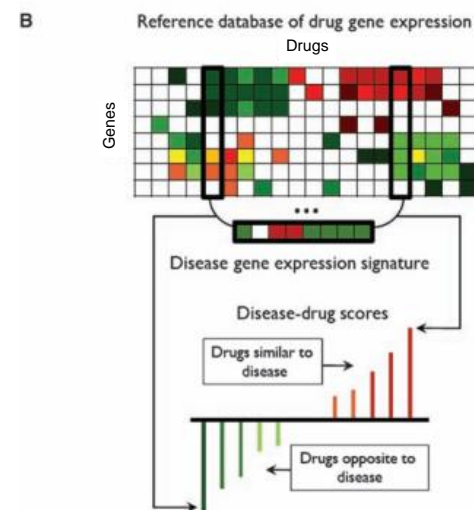 B
Reference database of drug gene expression
Drugs
Genes
...
Disease gene expression signature
Disease-drug scores
Drugs similar to
disease
Drugs opposite to
disease